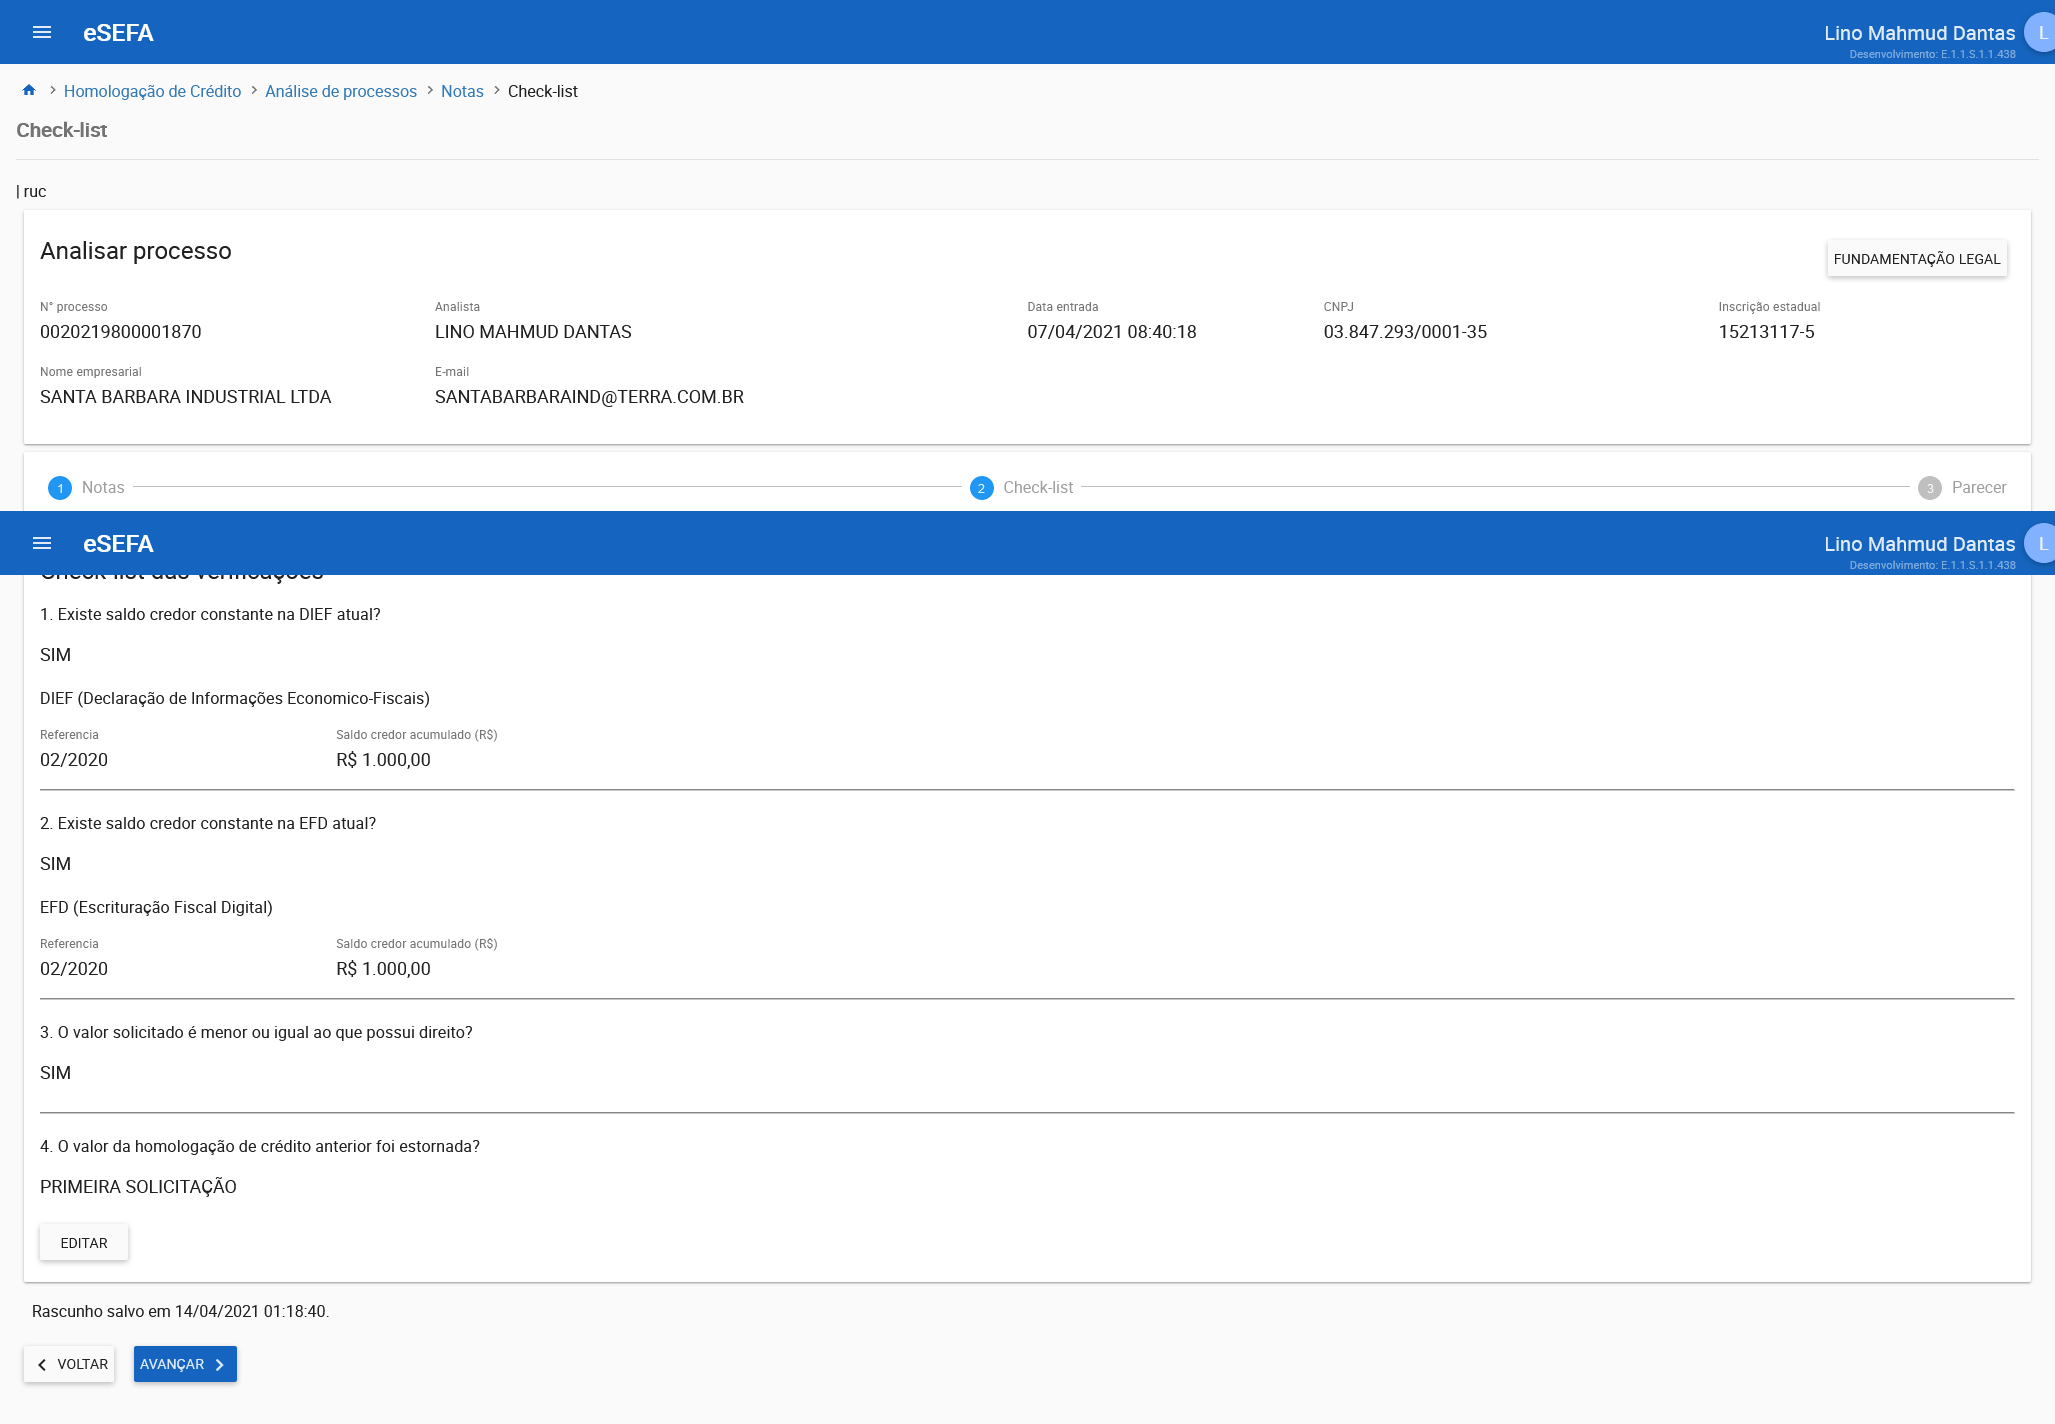 eSEFA
Lino Mahmud Dantas
L
Desenvolvimento: E.1.1.S.1.1.438
Homologação de Crédito > Análise de processos > Notas > Check-list
Check-list
| ruc
Analisar processo
FUNDAMENTAÇÃO LEGAL
N° processo
0020219800001870
Analista
LINO MAHMUD DANTAS
Data entrada
07/04/2021 08:40:18
CNPJ
03.847.293/0001-35
Inscrição estadual
15213117-5
Nome empresarial
SANTA BARBARA INDUSTRIAL LTDA
E-mail
SANTABARBARAIND@TERRA.COM.BR
1 Notas
2 Check-list
3 Parecer
eSEFA
Lino Mahmud Dantas
L
Desenvolvimento: E.1.1.S.1.1.438
Check-list das verificações
1. Existe saldo credor constante na DIEF atual?
SIM
DIEF (Declaração de Informações Economico-Fiscais)
Referencia
02/2020
Saldo credor acumulado (R$)
R$ 1.000,00
2. Existe saldo credor constante na EFD atual?
SIM
EFD (Escrituração Fiscal Digital)
Referencia
02/2020
Saldo credor acumulado (R$)
R$ 1.000,00
3. O valor solicitado é menor ou igual ao que possui direito?
SIM
4. O valor da homologação de crédito anterior foi estornada?
PRIMEIRA SOLICITAÇÃO
EDITAR
Rascunho salvo em 14/04/2021 01:18:40.
VOLTAR
AVANÇAR